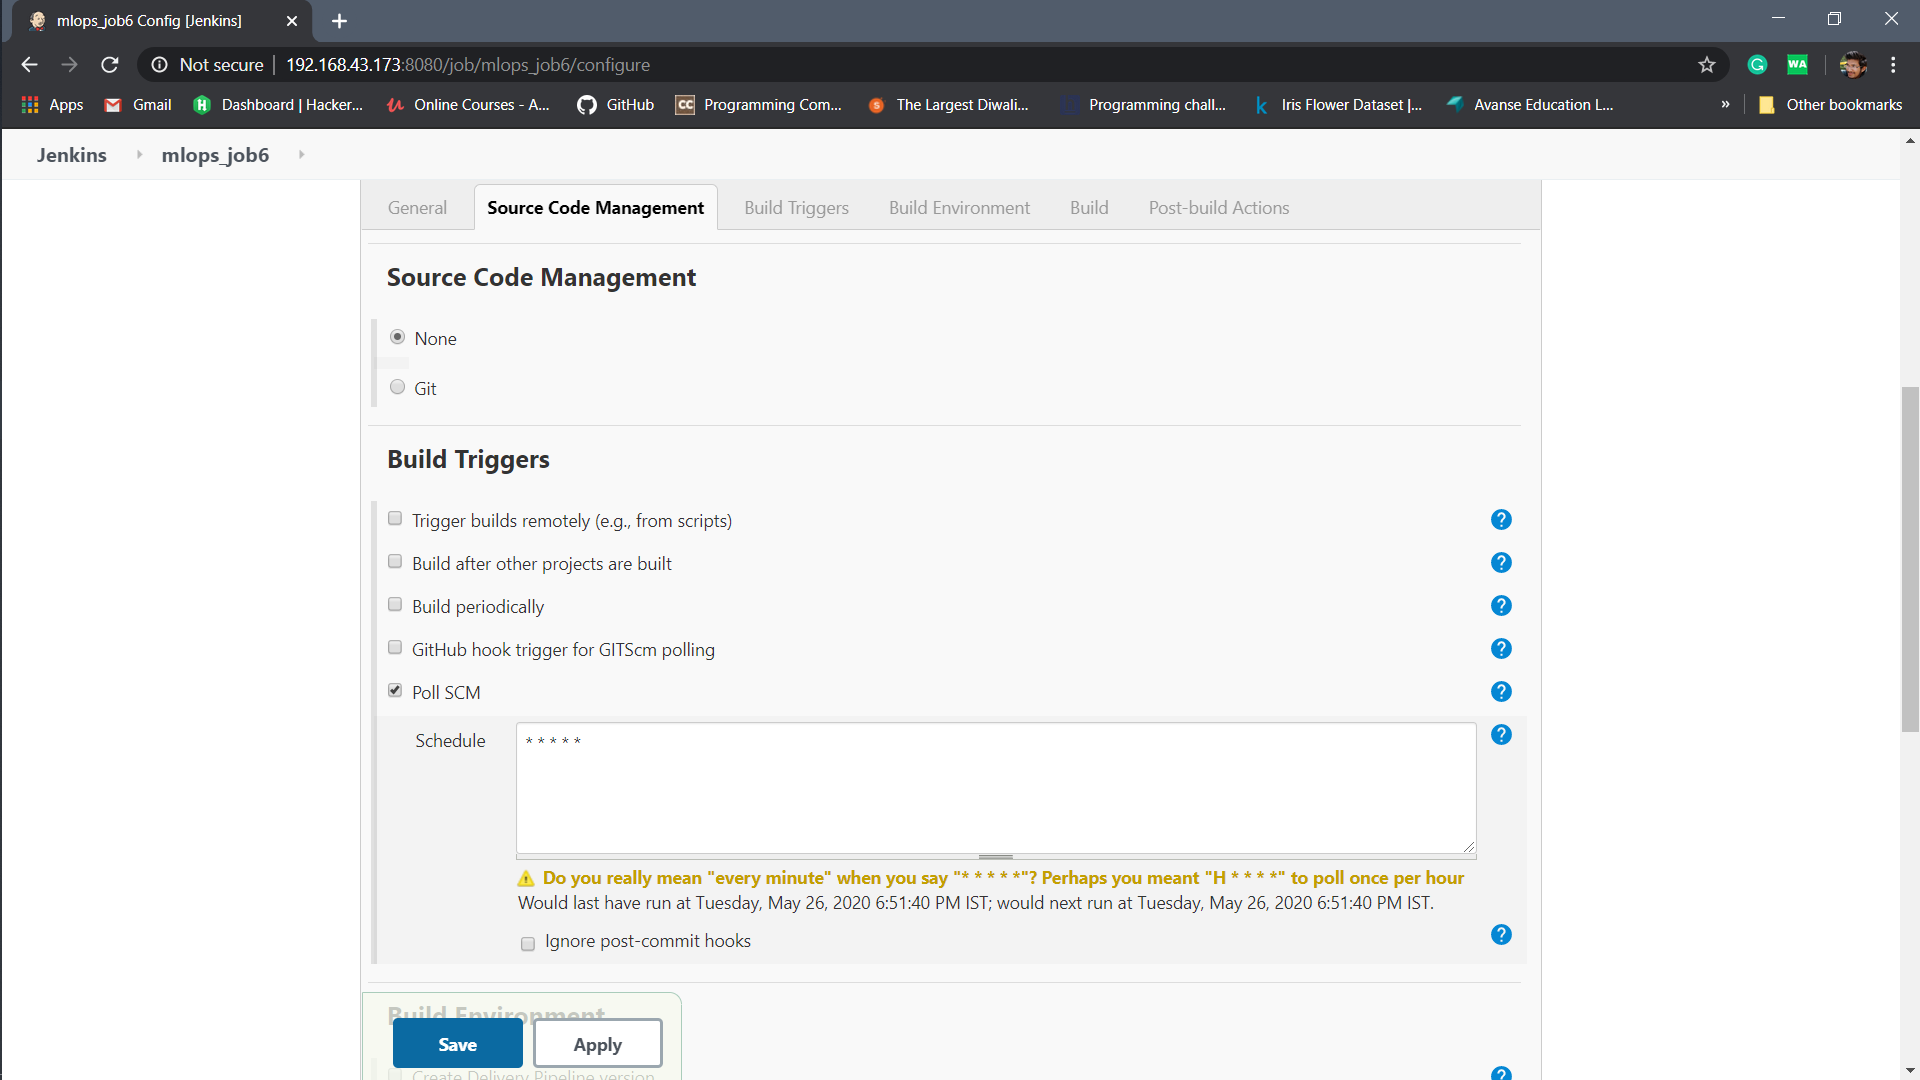 mlops_job6 Config [Jenkins]
Not secure 192.168.43.173:8080/job/mlops_job6/configure
WA
Apps Gmail Dashboard | Hacker... Online Courses - A... GitHub CC Programming Com... The Largest Diwali... Programming chall... Iris Flower Dataset |... Avanse Education L... » Other bookmarks
Jenkins mlops_job6
General Source Code Management Build Triggers Build Environment Build Post-build Actions
Source Code Management
None
Git
Build Triggers
Trigger builds remotely (e.g., from scripts)
Build after other projects are built
Build periodically
GitHub hook trigger for GITScm polling
Poll SCM
Schedule * * * * *
Do you really mean "every minute" when you say "* * * * *"? Perhaps you meant "H * * * *" to poll once per hour
Would last have run at Tuesday, May 26, 2020 6:51:40 PM IST; would next run at Tuesday, May 26, 2020 6:51:40 PM IST.
Ignore post-commit hooks
Build Environment
Save Apply
Create Delivery Pipeline version